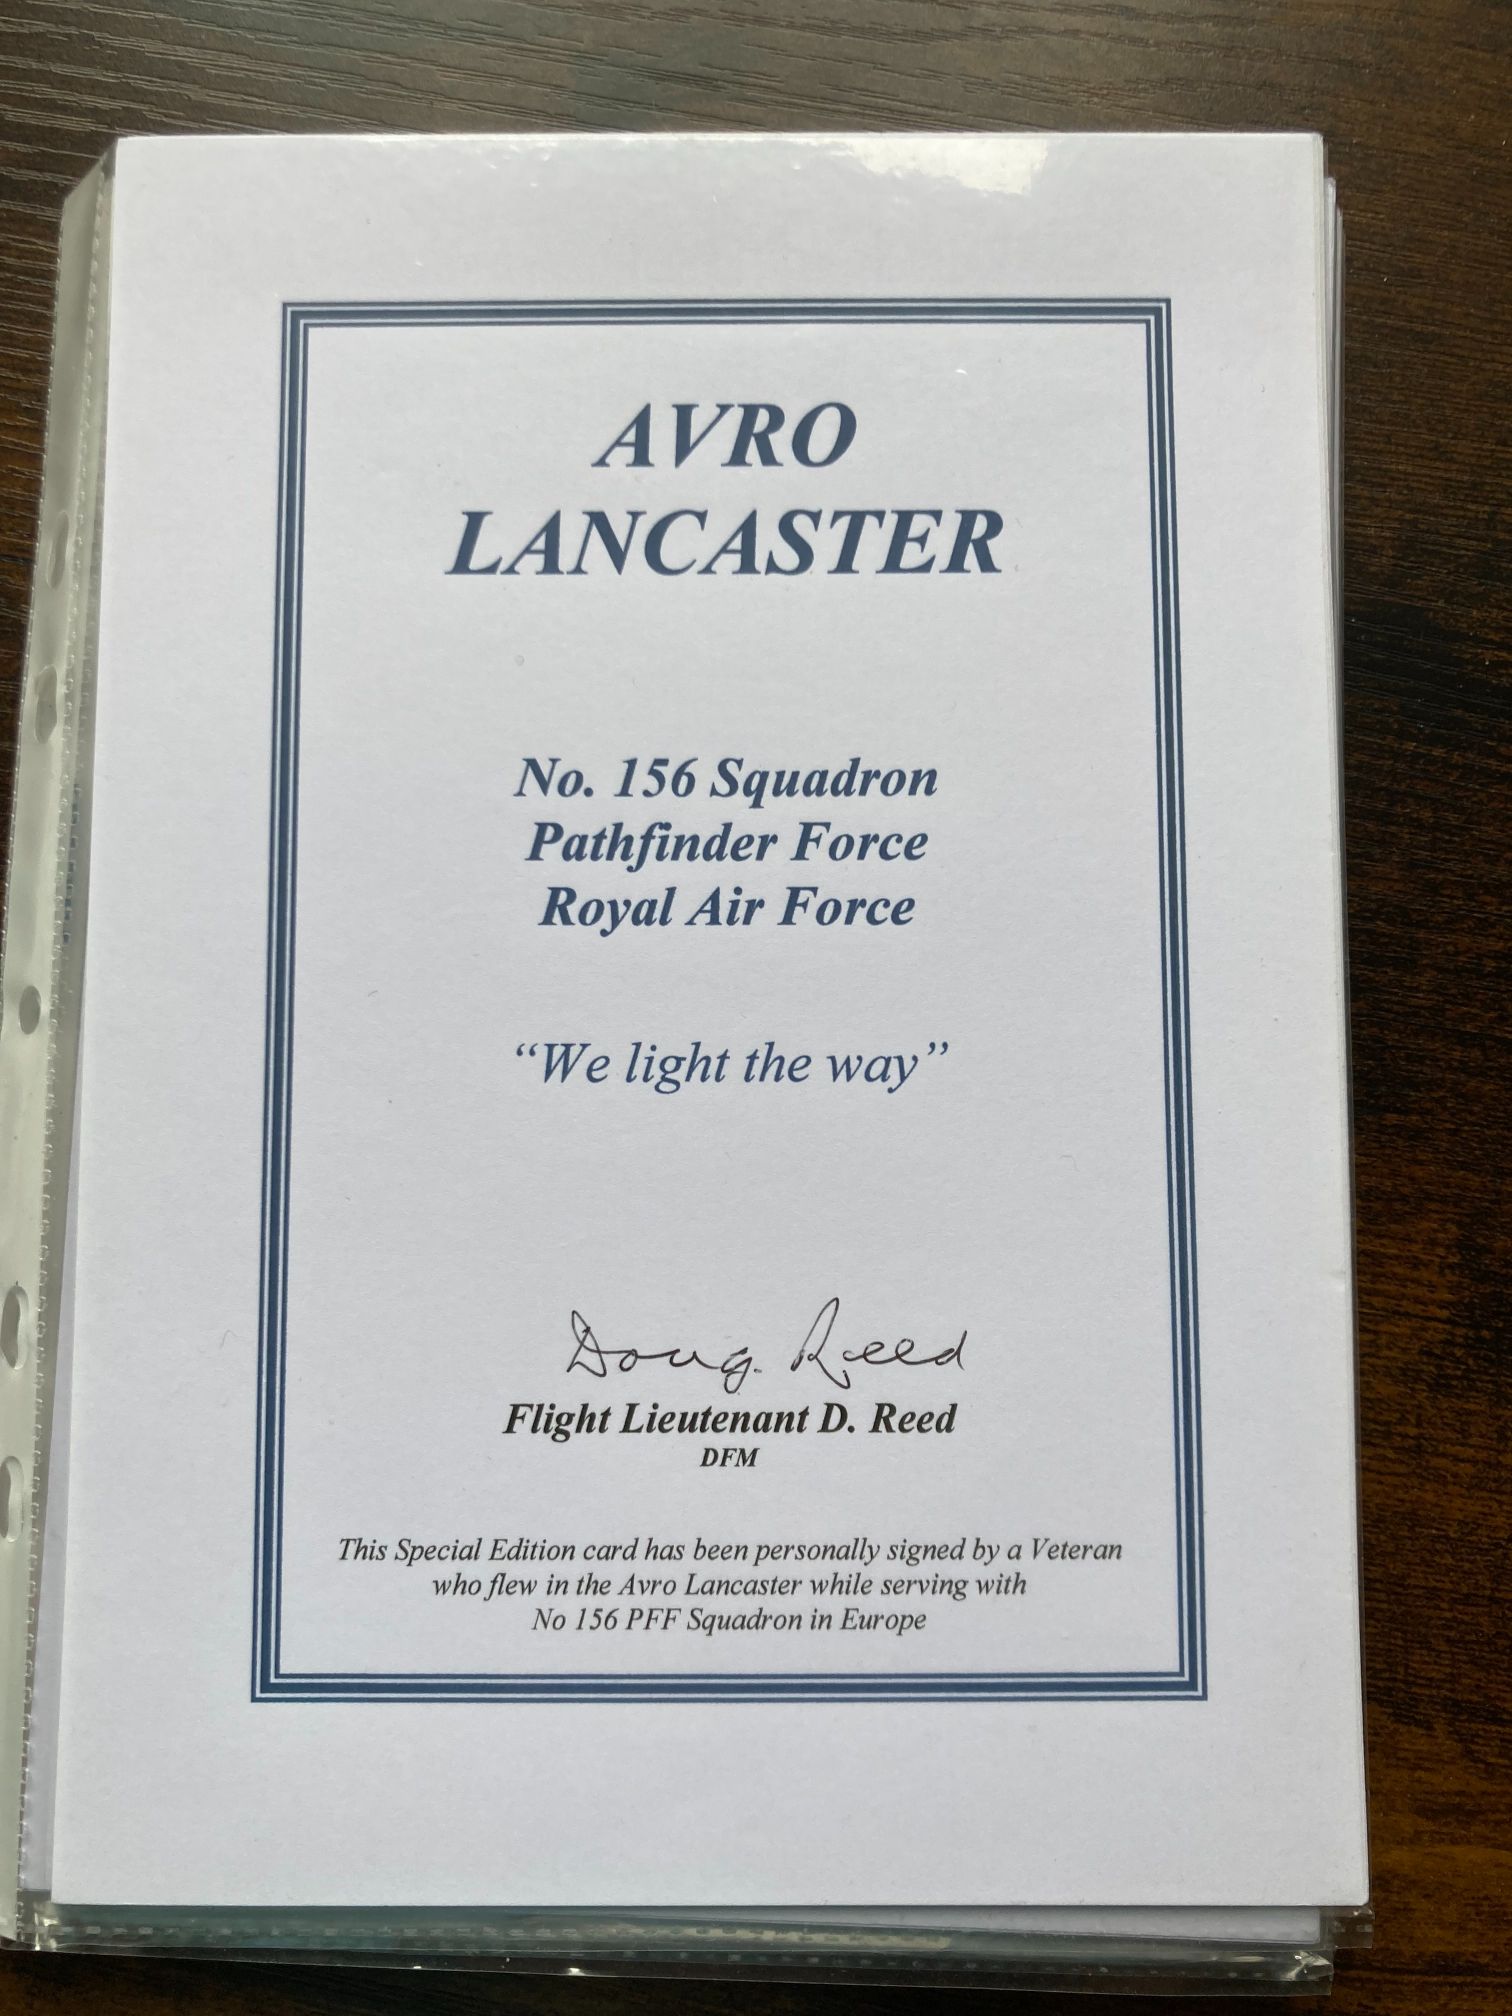 AVRO
LANCASTER
No. 156 Squadron
Pathfinder Force
Royal Air Force
“We light the way”
Doug. Reed
Flight Lieutenant D. Reed
DFM
This Special Edition card has been personally signed by a Veteran
who flew in the Avro Lancaster while serving with
No 156 PFF Squadron in Europe